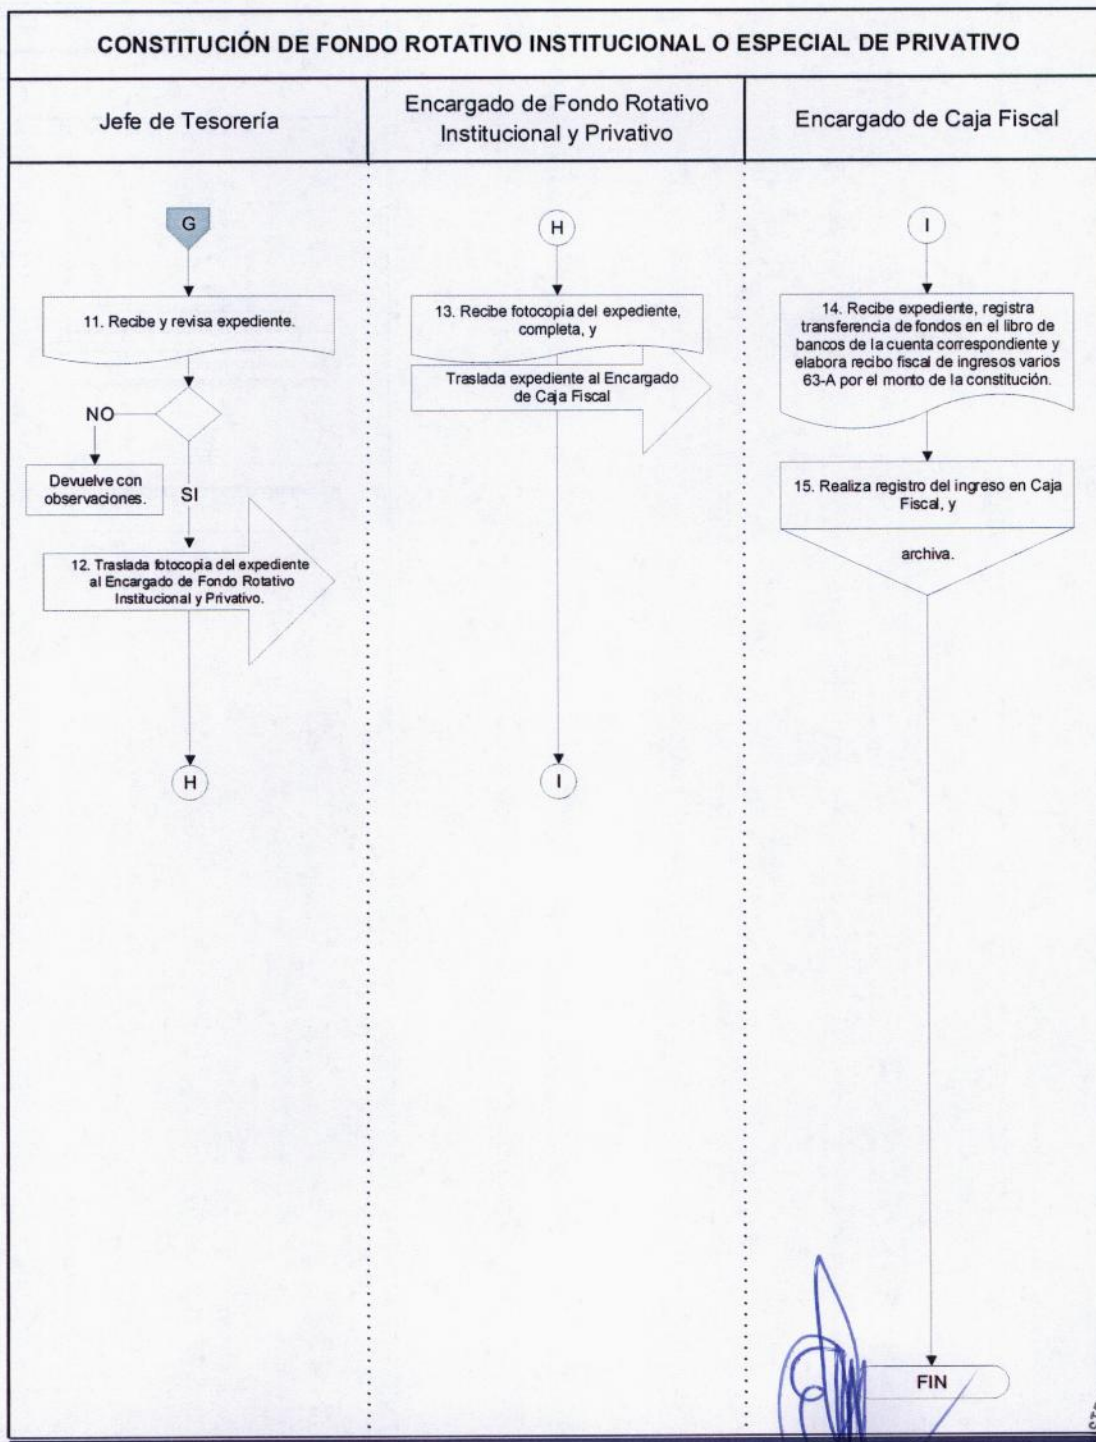 CONSTITUCIÓN DE FONDO ROTATIVO INSTITUCIONAL O ESPECIAL DE PRIVATIVO
Jefe de Tesorería
Encargado de Fondo Rotativo
Institucional y Privativo
Encargado de Caja Fiscal
G
11. Recibe y revisa expediente.
NO
Devuelve con
observaciones.
SI
12. Traslada fotocopia del expediente
al Encargado de Fondo Rotativo
Institucional y Privativo.
H
H
13. Recibe fotocopia del expediente,
completa, y
Traslada expediente al Encargado
de Caja Fiscal
I
I
14. Recibe expediente, registra
transferencia de fondos en el libro de
bancos de la cuenta correspondiente y
elabora recibo fiscal de ingresos varios
63-A por el monto de la constitución.
15. Realiza registro del ingreso en Caja
Fiscal, y
archiva.
FIN